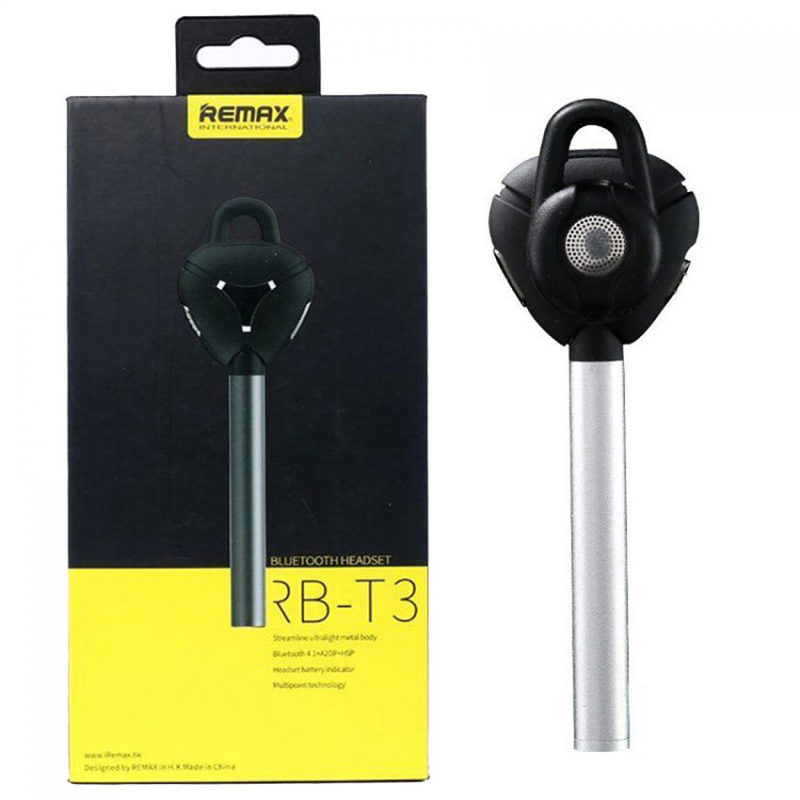 REMAX
INTERNATIONAL
BLUETOOTH HEADSET
RB-T3
Streamline ultralight metal body
Bluetooth 4.1+A2DP+HSP
Headset battery indicator
Multipoint technology
www.iRemax.hk
Designed by REMAX in H.K Made in China